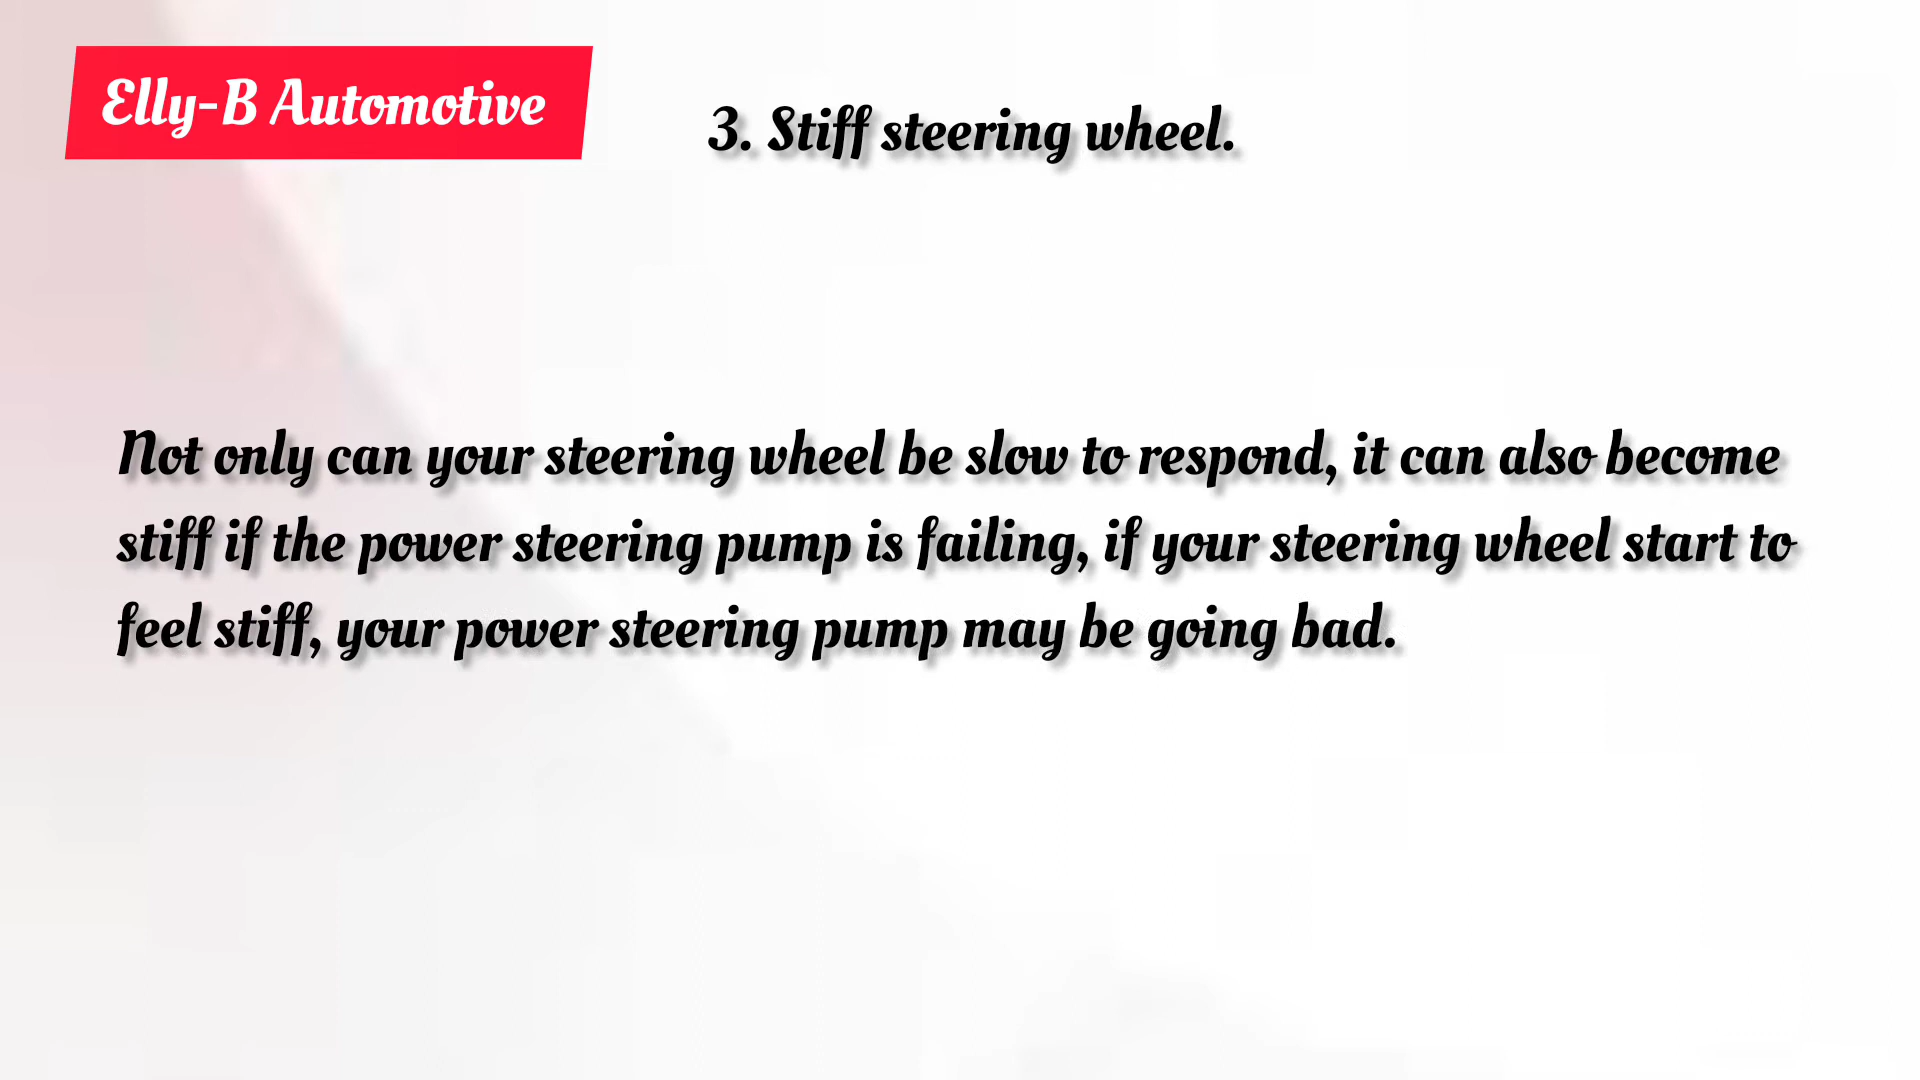 Elly-B Automotive
3. Stiff steering wheel.
Not only can your steering wheel be slow to respond, it can also become
stiff if the power steering pump is failing, if your steering wheel start to
feel stiff, your power steering pump may be going bad.